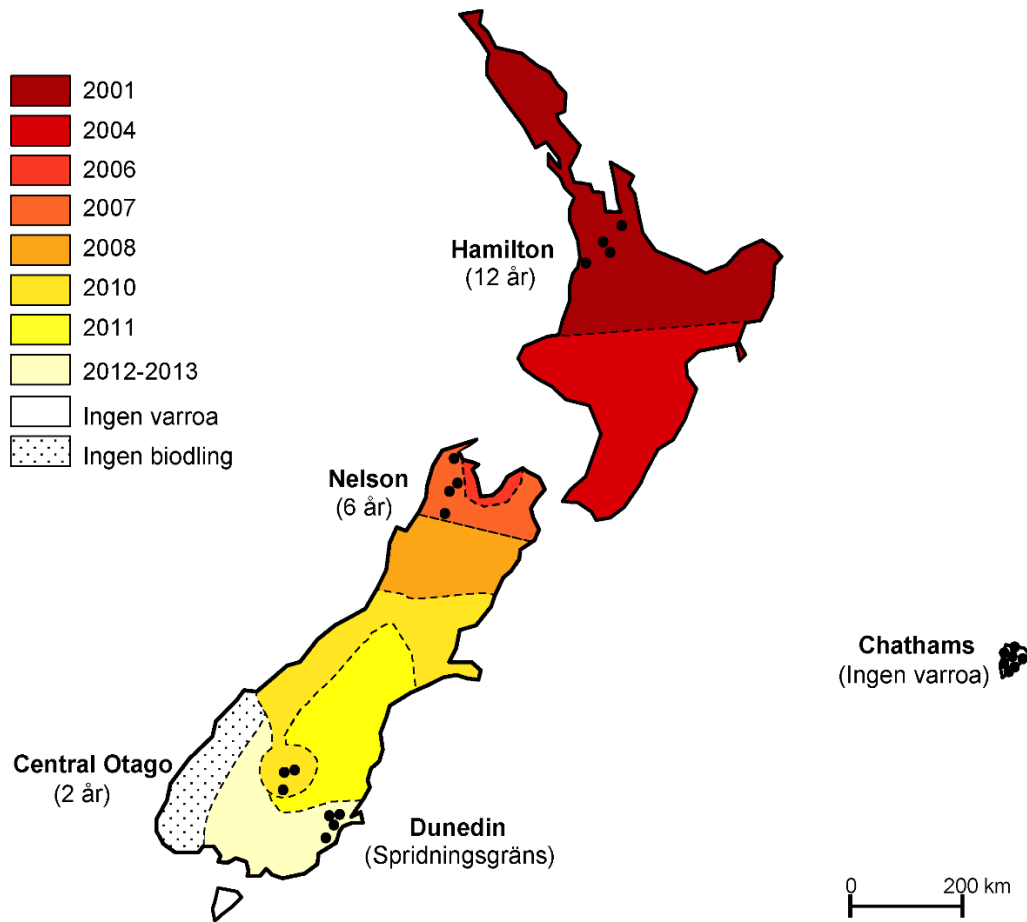 2001
2004
2006
2007
2008
2010
2011
2012-2013
Ingen varroa
Ingen biodling
Hamilton
(12 år)
Nelson
(6 år)
Chathams
(Ingen varroa)
Central Otago
(2 år)
Dunedin
(Spridningsgräns)
0 200 km